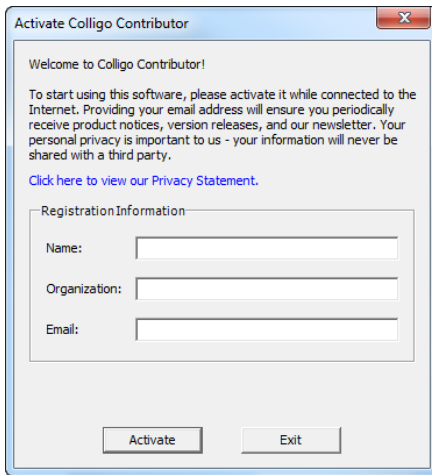 Activate Colligo Contributor
Welcome to Colligo Contributor!
To start using this software, please activate it while connected to the
Internet. Providing your email address will ensure you periodically
receive product notices, version releases, and our newsletter. Your
personal privacy is important to us - your information will never be
shared with a third party.
Click here to view our Privacy Statement.
Registration Information
Name:
Organization:
Email:
Activate Exit